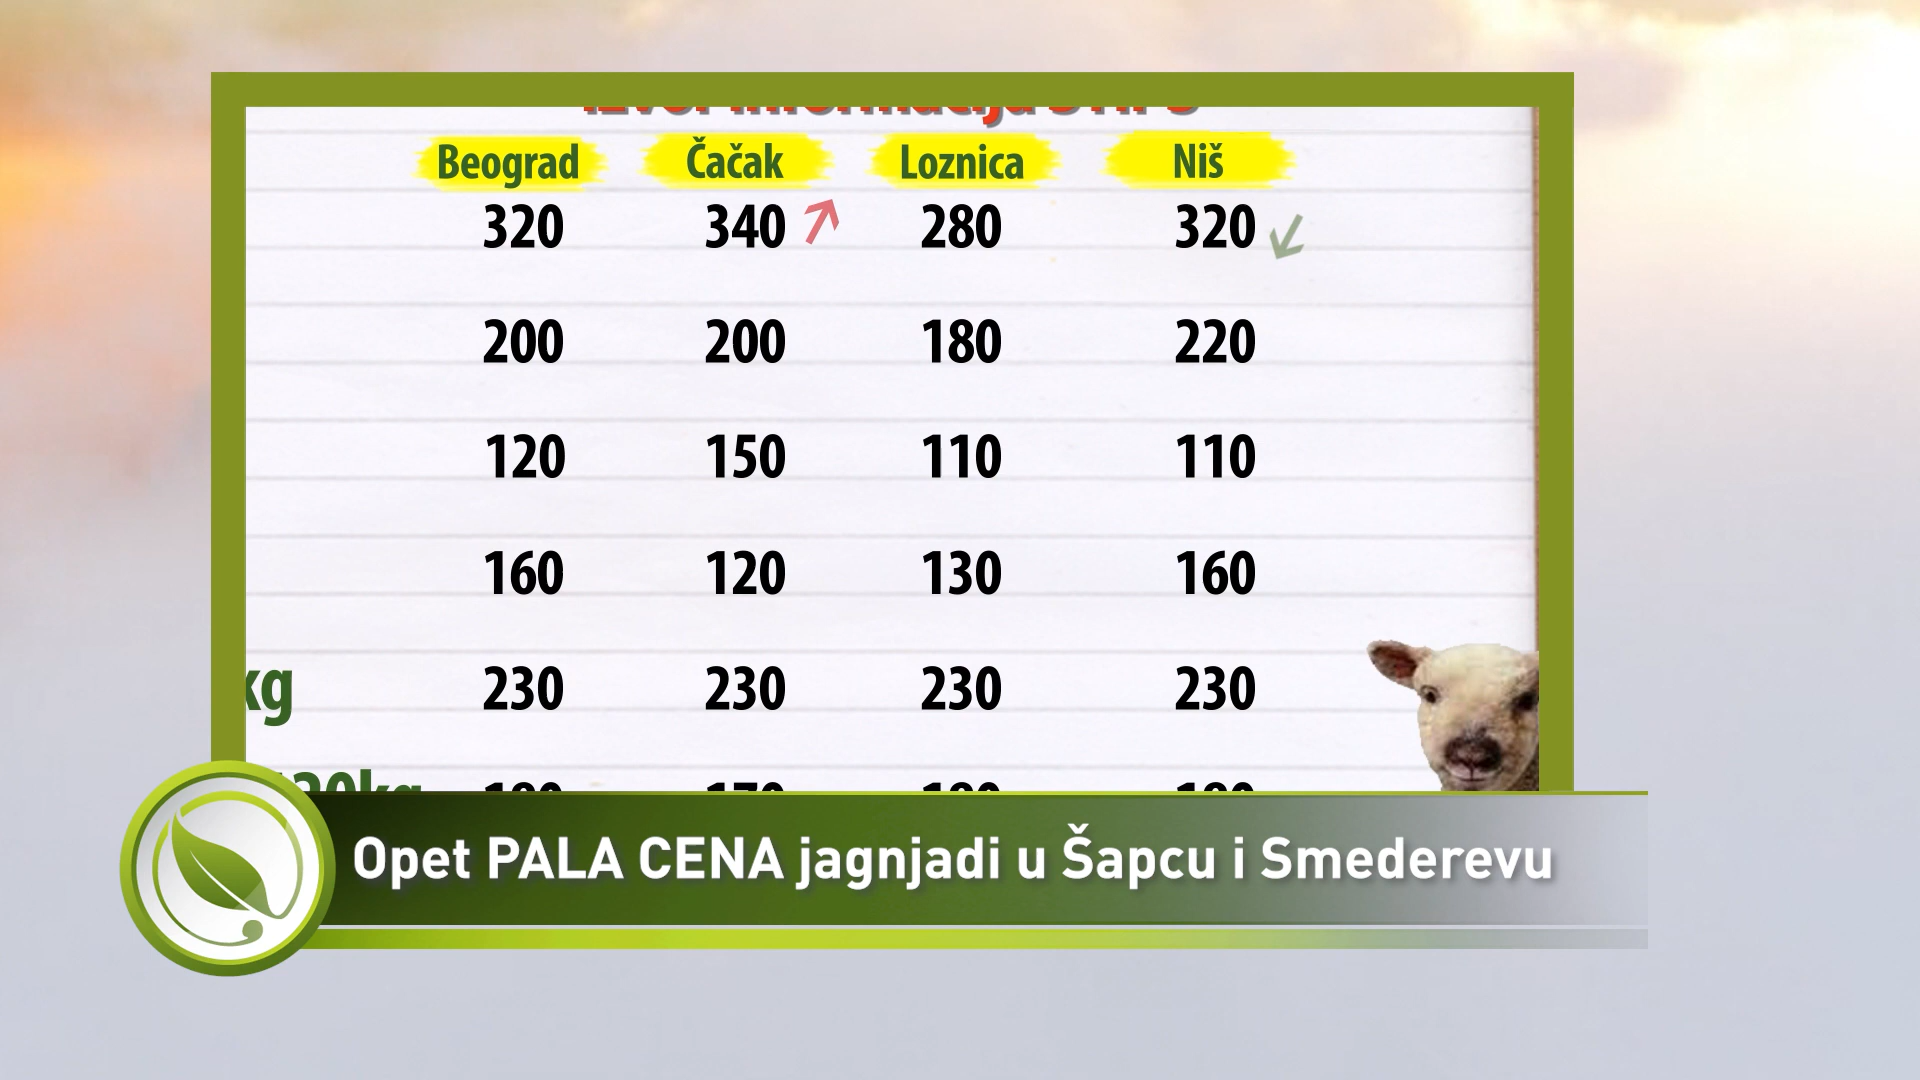 Beograd Čačak Loznica Niš
320 340 280 320
200 200 180 220
120 150 110 110
160 120 130 160
kg 230 230 230 230
Opet PALA CENA jagnjadi u Šapcu i Smederevu